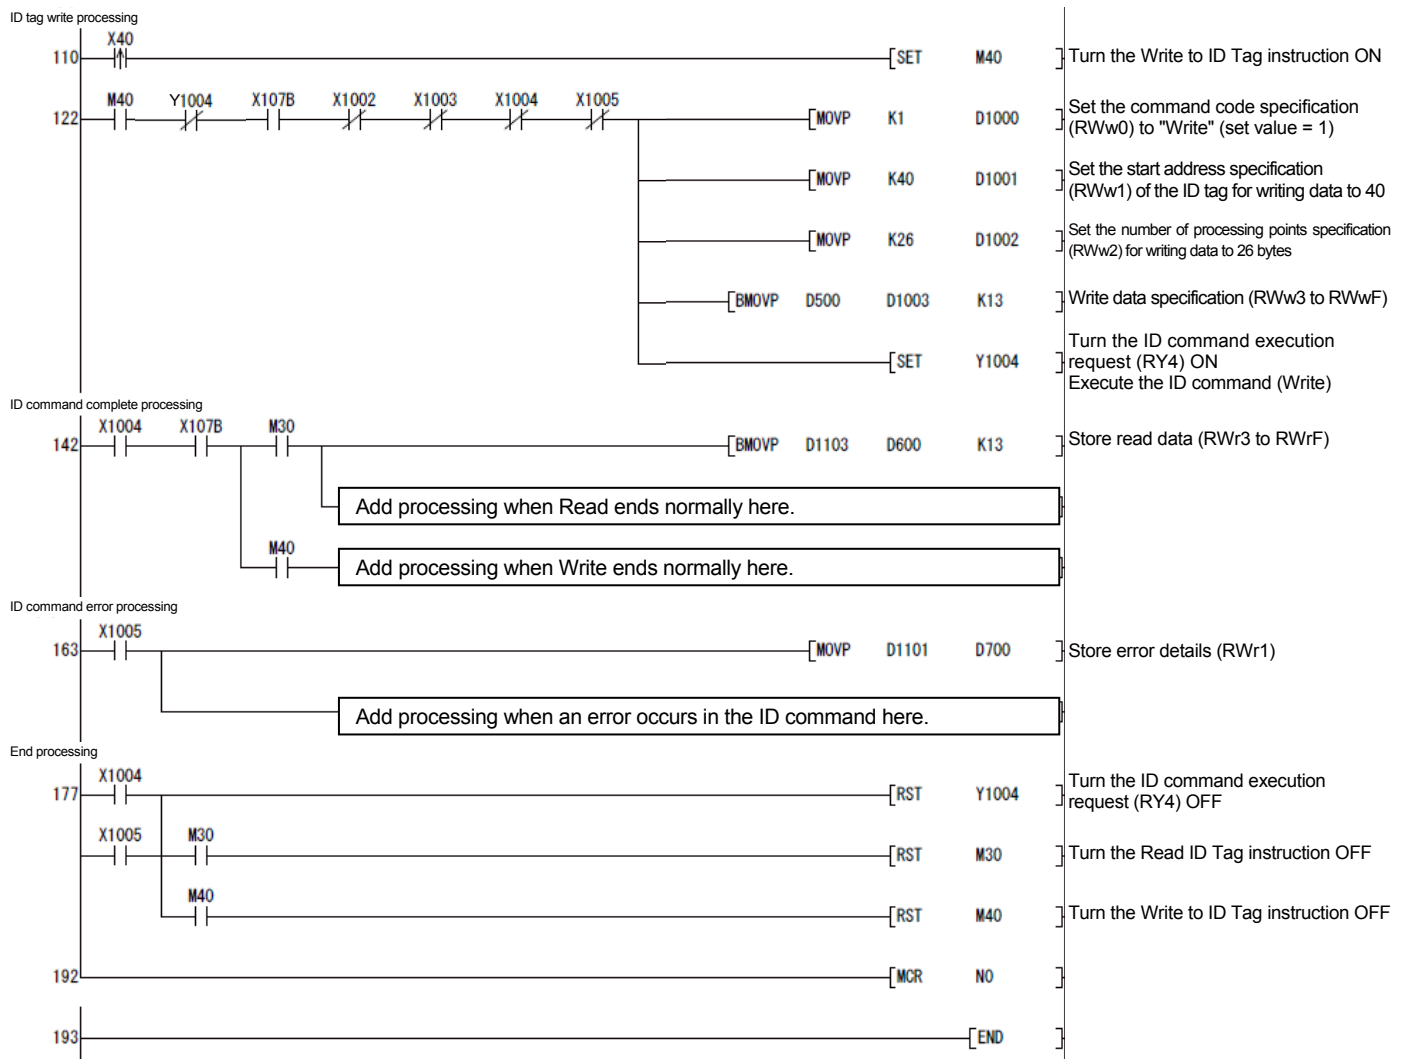 ID tag write processing
X40
110 SET M40 Turn the Write to ID Tag instruction ON
M40 Y1004 X107B X1002 X1003 X1004 X1005
122 MOVP K1 D1000 Set the command code specification
(RWw0) to "Write" (set value = 1)
MOVP K40 D1001 Set the start address specification
(RWw1) of the ID tag for writing data to 40
MOVP K26 D1002 Set the number of processing points specification
(RWw2) for writing data to 26 bytes
BMOVP D500 D1003 K13 Write data specification (RWw3 to RWwF)
SET Y1004 Turn the ID command execution
request (RY4) ON
Execute the ID command (Write)
ID command complete processing
X1004 X107B M30
142 BMOVP D1103 D600 K13 Store read data (RWr3 to RWrF)
Add processing when Read ends normally here.
M40
Add processing when Write ends normally here.
ID command error processing
X1005
163 MOVP D1101 D700 Store error details (RWr1)
Add processing when an error occurs in the ID command here.
End processing
X1004
177 RST Y1004 Turn the ID command execution
request (RY4) OFF
X1005 M30
RST M30 Turn the Read ID Tag instruction OFF
M40
RST M40 Turn the Write to ID Tag instruction OFF
192 MCR N0
193 END